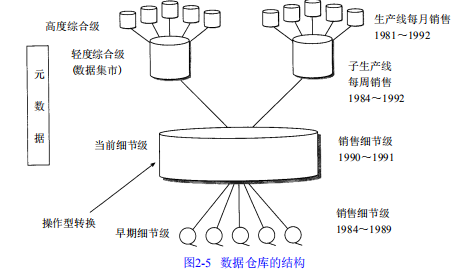 高度综合级
生产线每月销售
1981～1992
轻度综合级
(数据集市)
子生产线
每周销售
1984～1992
元
数
据
当前细节级
销售细节级
1990～1991
操作型转换
早期细节级
销售细节级
1984～1989
图2-5 数据仓库的结构